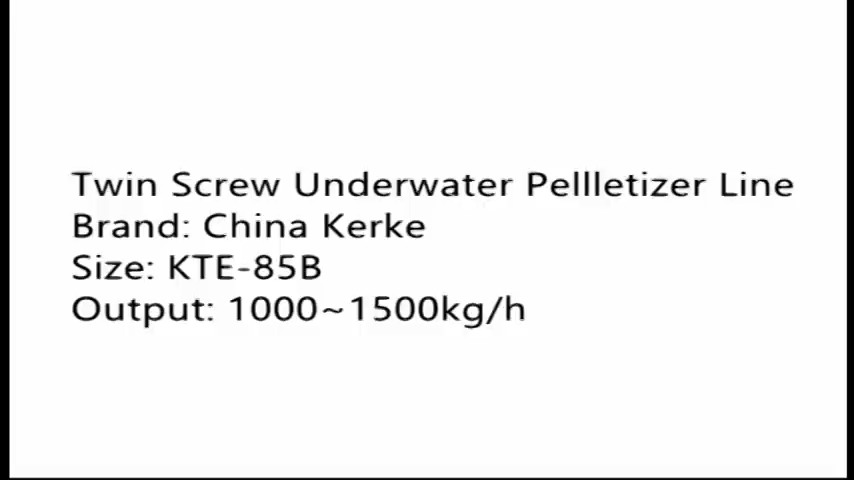 Twin Screw Underwater Pellletizer Line
Brand: China Kerke
Size: KTE-85B
Output: 1000~1500kg/h